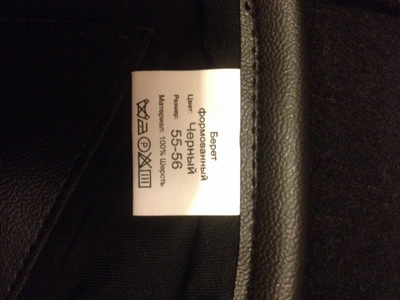 Берет
формованный
Цвет: Черный
Размер: 55-56
Материал: 100% Шерсть